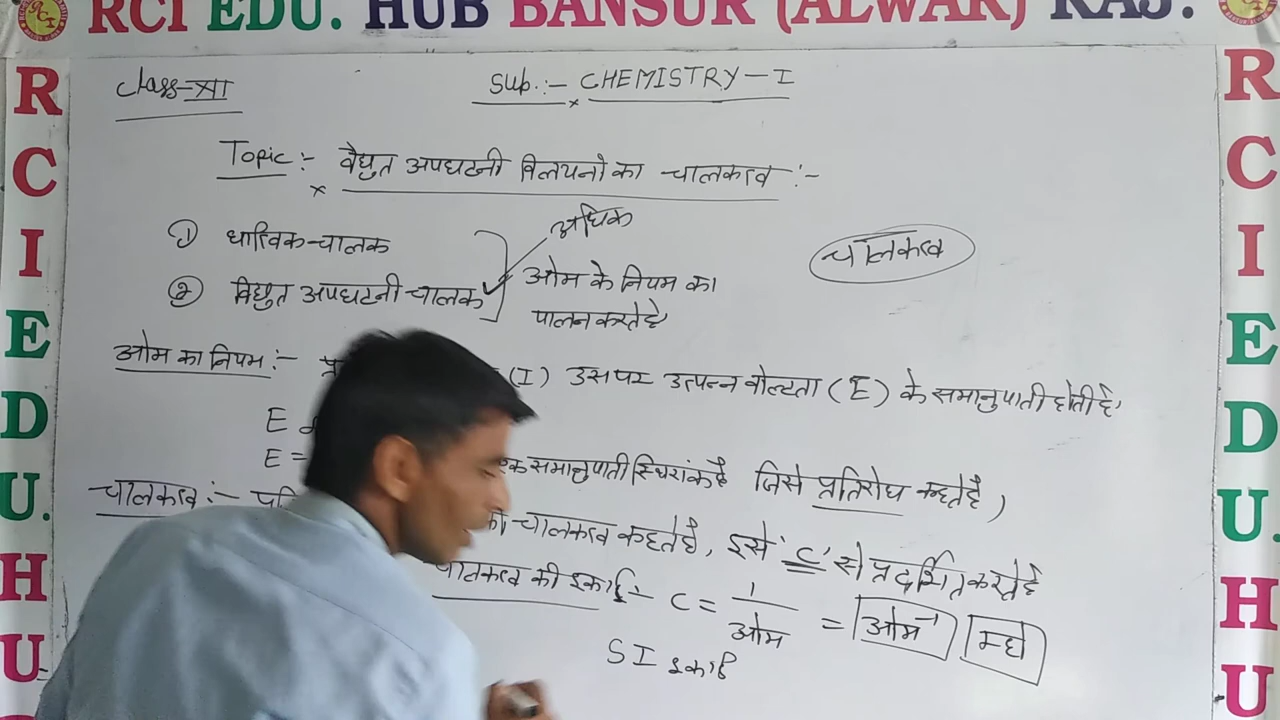 RCI EDU. HUB BANSUR (ALWAR) RAJ.
R C I E D U. H U
R C I E D U. H U
Class-XII
Sub.:- CHEMISTRY-I
Topic:- वैधुत अपघटनी विलयनो का चालकत्व :-
① धात्विक-चालक
② विद्युत अपघटनी-चालक
अधिक
ओम के नियम का
पालन करते है
चालकत्व
ओम का नियम:- (I) उस पर उत्पन्न वोल्टता (E) के समानुपाती होती है
E
E = समानुपाती स्थिरांक है जिसे प्रतिरोध कहते है)
चालकत्व:- का चालकत्व कहते है, इसे 'C' से प्रदर्शित करते है
चालकत्व की इकाई:- C = 1/ओम = ओम⁻¹ म्हो
SI इकाई